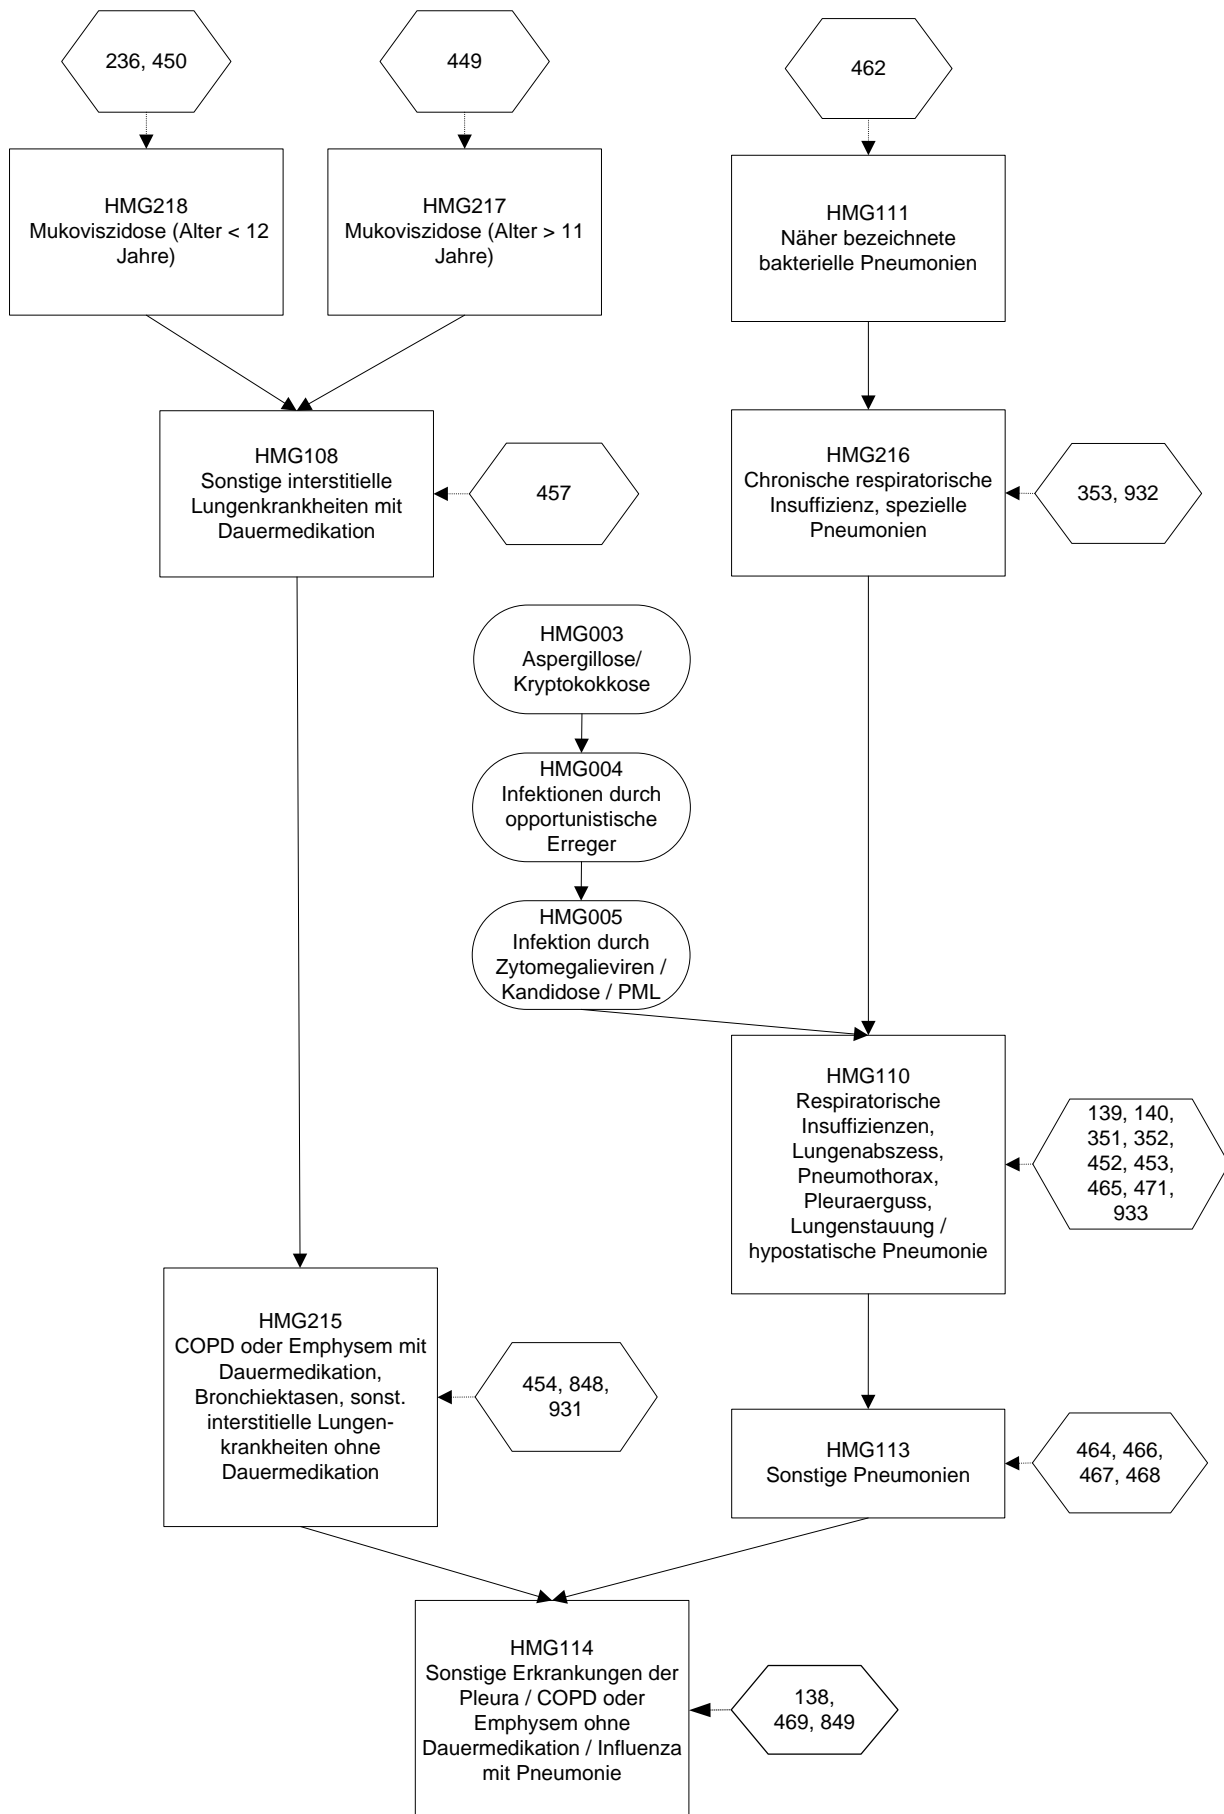 236, 450
449
462
HMG218
Mukoviszidose (Alter < 12
Jahre)
HMG217
Mukoviszidose (Alter > 11
Jahre)
HMG111
Näher bezeichnete
bakterielle Pneumonien
HMG108
Sonstige interstitielle
Lungenkrankheiten mit
Dauermedikation
457
HMG216
Chronische respiratorische
Insuffizienz, spezielle
Pneumonien
353, 932
HMG003
Aspergillose/
Kryptokokkose
HMG004
Infektionen durch
opportunistische
Erreger
HMG005
Infektion durch
Zytomegalieviren /
Kandidose / PML
HMG110
Respiratorische
Insuffizienzen,
Lungenabszess,
Pneumothorax,
Pleuraerguss,
Lungenstauung /
hypostatische Pneumonie
139, 140,
351, 352,
452, 453,
465, 471,
933
HMG215
COPD oder Emphysem mit
Dauermedikation,
Bronchiektasen, sonst.
interstitielle Lungen-
krankheiten ohne
Dauermedikation
454, 848,
931
HMG113
Sonstige Pneumonien
464, 466,
467, 468
HMG114
Sonstige Erkrankungen der
Pleura / COPD oder
Emphysem ohne
Dauermedikation / Influenza
mit Pneumonie
138,
469, 849